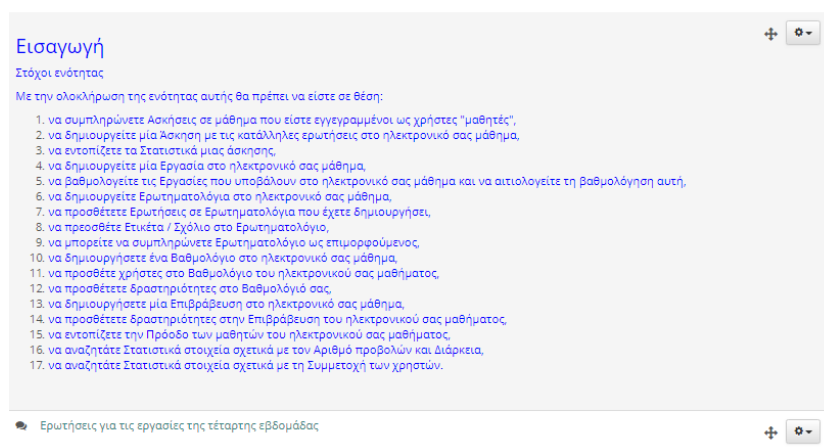 Εισαγωγή
Στόχοι ενότητας
Με την ολοκλήρωση της ενότητας αυτής θα πρέπει να είστε σε θέση:
1. να συμπληρώνετε Ασκήσεις σε μάθημα που είστε εγγεγραμμένοι ως χρήστες "μαθητές",
2. να δημιουργείτε μία Άσκηση με τις κατάλληλες ερωτήσεις στο ηλεκτρονικό σας μάθημα,
3. να εντοπίζετε τα Στατιστικά μιας άσκησης,
4. να δημιουργείτε μία Εργασία στο ηλεκτρονικό σας μάθημα,
5. να βαθμολογείτε τις Εργασίες που υποβάλουν στο ηλεκτρονικό σας μάθημα και να αιτιολογείτε τη βαθμολόγηση αυτή,
6. να δημιουργείτε Ερωτηματολόγια στο ηλεκτρονικό σας μάθημα,
7. να προσθέτετε Ερωτήσεις σε Ερωτηματολόγια που έχετε δημιουργήσει,
8. να πρεοσθέτε Ετικέτα / Σχόλιο στο Ερωτηματολόγιο,
9. να μπορείτε να συμπληρώνετε Ερωτηματολόγιο ως επιμορφούμενος,
10. να δημιουργήσετε ένα Βαθμολόγιο στο ηλεκτρονικό σας μάθημα,
11. να προσθέτε χρήστες στο Βαθμολόγιο του ηλεκτρονικού σας μαθήματος,
12. να προσθέτετε δραστηριότητες στο Βαθμολόγιό σας,
13. να δημιουργήσετε μία Επιβράβευση στο ηλεκτρονικό σας μάθημα,
14. να προσθέτετε δραστηριότητες στην Επιβράβευση του ηλεκτρονικού σας μαθήματος,
15. να εντοπίζετε την Πρόοδο των μαθητών του ηλεκτρονικού σας μαθήματος,
16. να αναζητάτε Στατιστικά στοιχεία σχετικά με τον Αριθμό προβολών και Διάρκεια,
17. να αναζητάτε Στατιστικά στοιχεία σχετικά με τη Συμμετοχή των χρηστών.
Ερωτήσεις για τις εργασίες της τέταρτης εβδομάδας